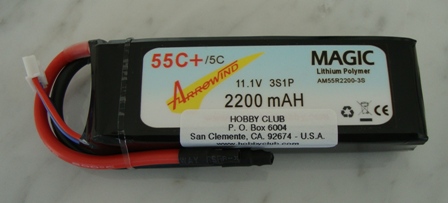 55C+/5C
MAGIC
Lithium Polymer
AM55R2200-3S
11.1V 3S1P
ARROWIND
2200 mAH
HOBBY CLUB
P. O. Box 6004
San Clemente, CA. 92674 - U.S.A.